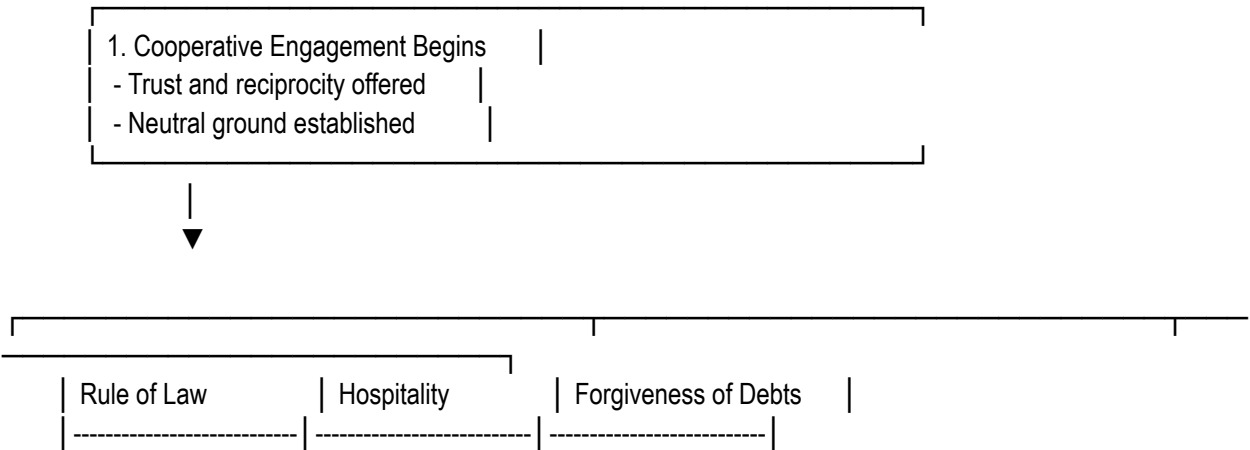 1. Cooperative Engagement Begins
- Trust and reciprocity offered
- Neutral ground established
▼
| Rule of Law | Hospitality | Forgiveness of Debts |
|----------------------------|---------------------------|---------------------------|